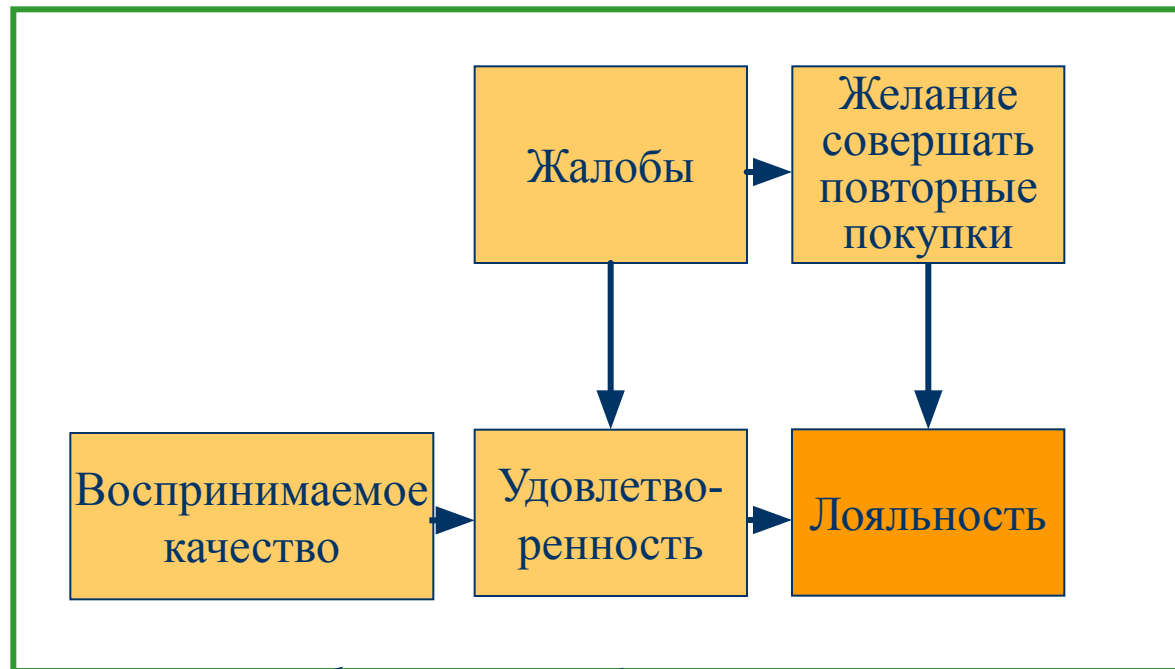 Жалобы
Желание
совершать
повторные
покупки
Воспринимаемое
качество
Удовлетво-
ренность
Лояльность